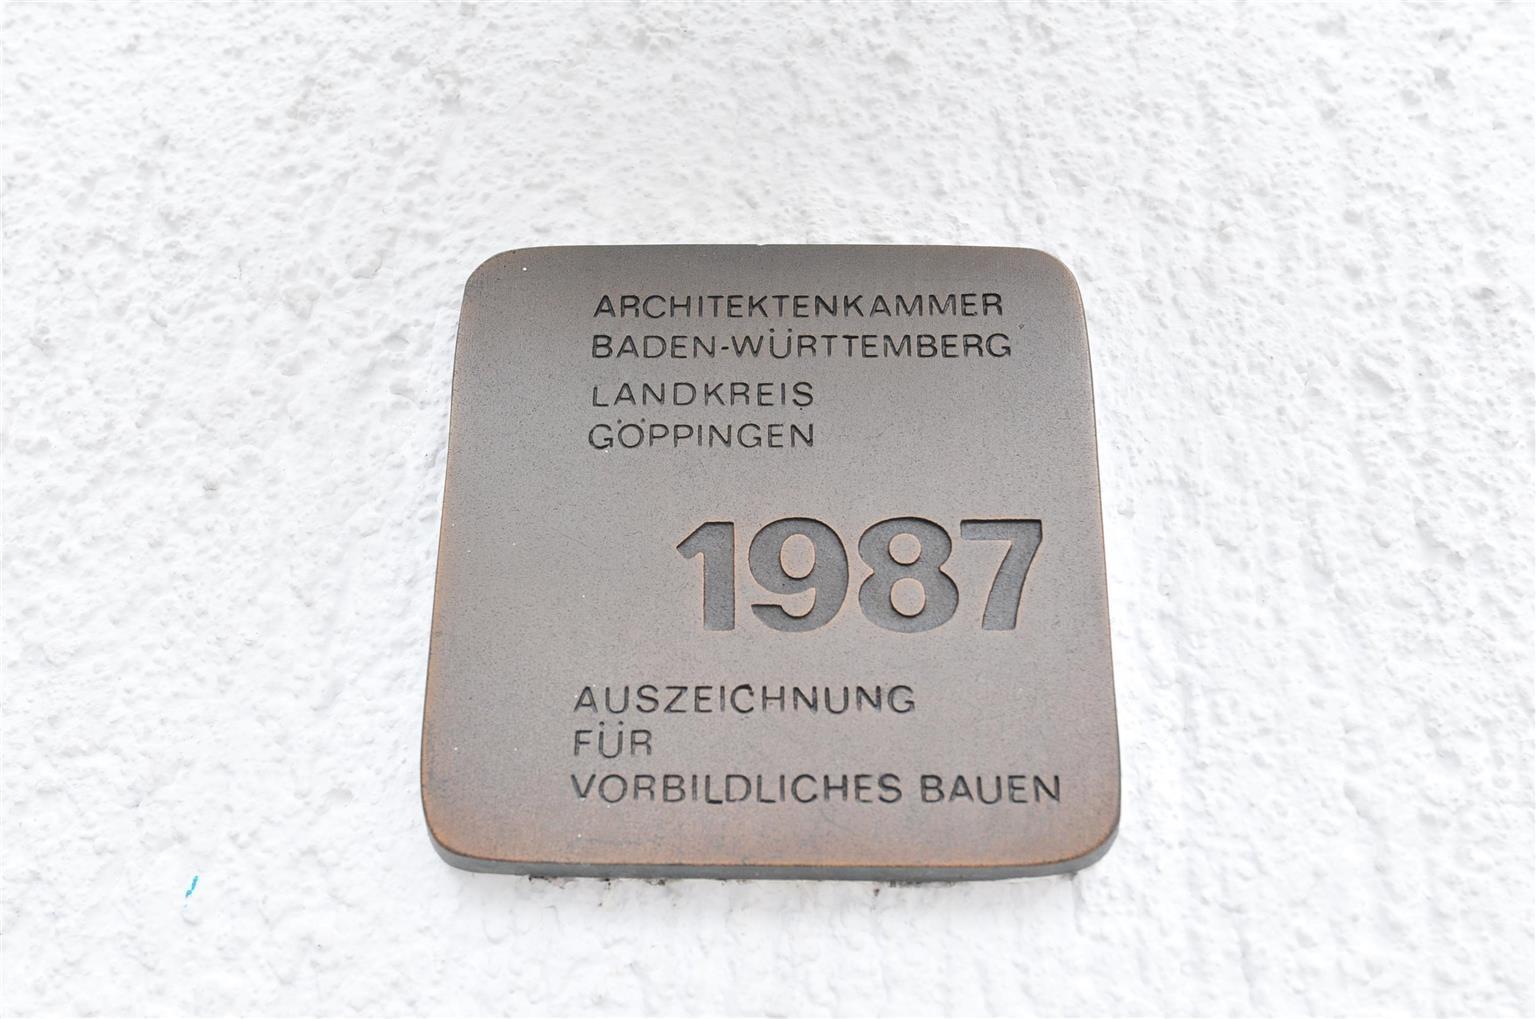 ARCHITEKTENKAMMER
BADEN-WÜRTTEMBERG
LANDKREIS
GÖPPINGEN
1987
AUSZEICHNUNG
FÜR
VORBILDLICHES BAUEN